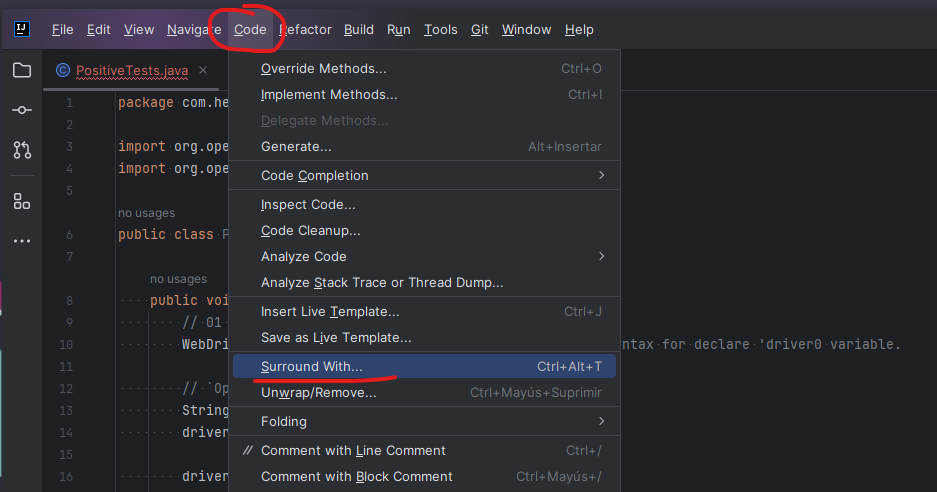 IJ File Edit View Navigate Code Refactor Build Run Tools Git Window Help
PositiveTests.java
Override Methods... Ctrl+O
Implement Methods... Ctrl+I
Delegate Methods...
Generate... Alt+Insertar
Code Completion
Inspect Code...
Code Cleanup...
Analyze Code
Analyze Stack Trace or Thread Dump...
Insert Live Template... Ctrl+J
Save as Live Template...
Surround With... Ctrl+Alt+T
Unwrap/Remove... Ctrl+Mayús+Suprimir
Folding
// Comment with Line Comment Ctrl+/
Comment with Block Comment Ctrl+Mayús+/
1 package com.he
2
3 import org.ope
4 import org.ope
5
no usages
6 public class P
7
no usages
8 public voi
9 // 01
10 WebDri ntax for declare 'driver0 variable.
11
12 // `Op
13 String
14 driver
15
16 driver